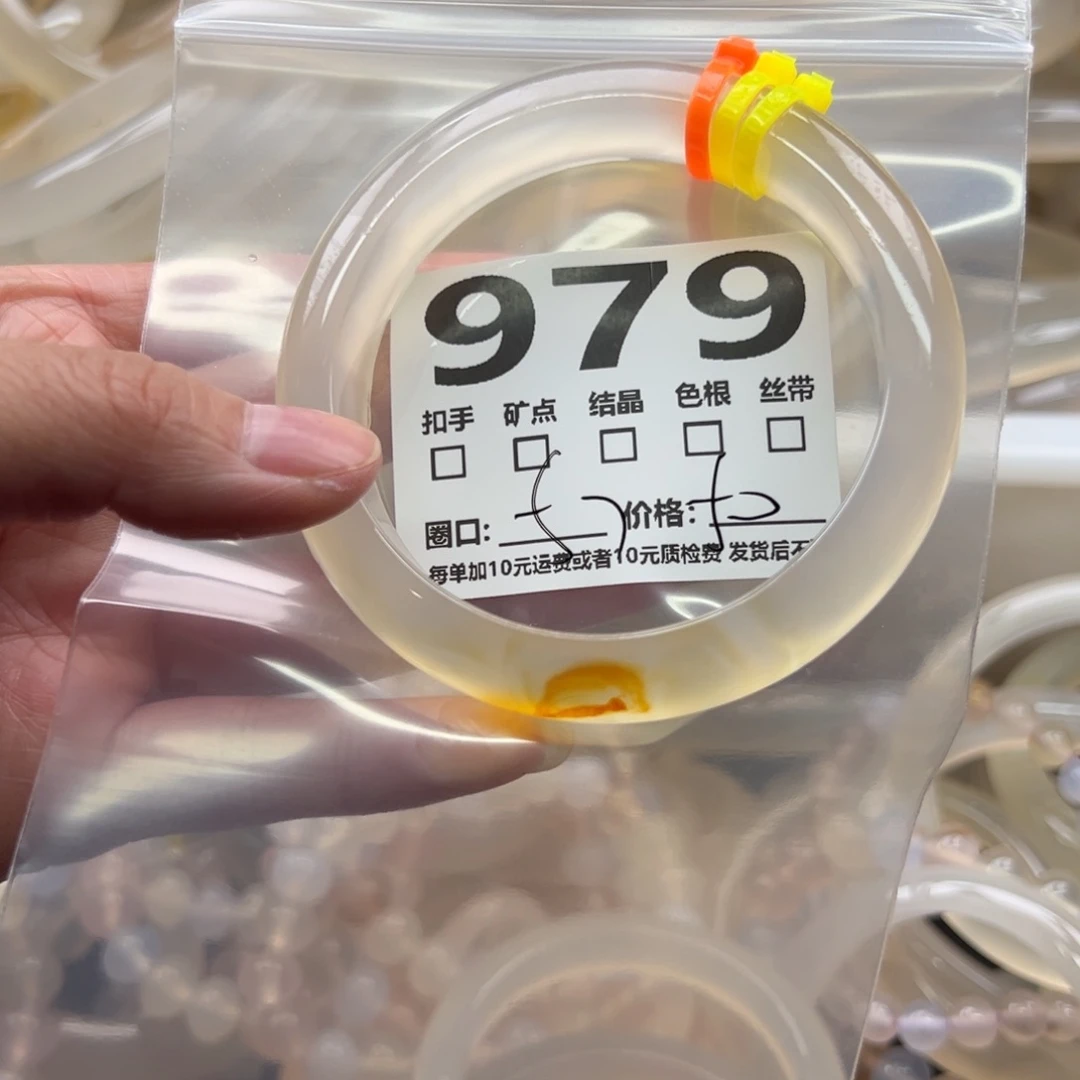 979
扣手 矿点 结晶 色根 丝带
圈口: 价格:
每单加10元运费或者10元质检费 发货后不